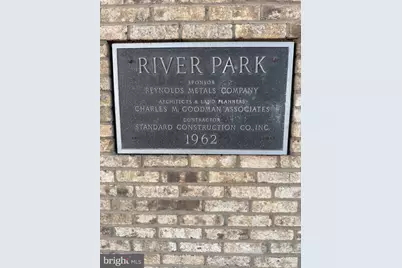 RIVER PARK
SPONSOR
REYNOLDS METALS COMPANY
ARCHITECTS & LAND PLANNERS
CHARLES M. GOODMAN ASSOCIATES
CONTRACTOR
STANDARD CONSTRUCTION CO., INC.
1962
bright MLS